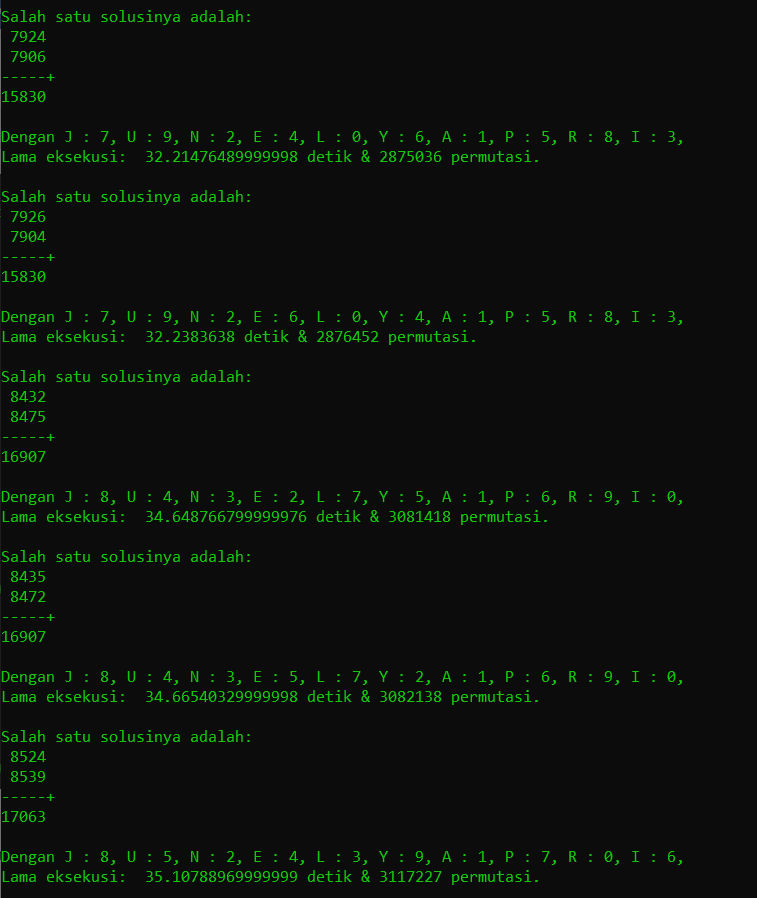 Salah satu solusinya adalah:
7924
7906
-----+
15830
Dengan J : 7, U : 9, N : 2, E : 4, L : 0, Y : 6, A : 1, P : 5, R : 8, I : 3,
Lama eksekusi:  32.21476489999998 detik & 2875036 permutasi.
Salah satu solusinya adalah:
7926
7904
-----+
15830
Dengan J : 7, U : 9, N : 2, E : 6, L : 0, Y : 4, A : 1, P : 5, R : 8, I : 3,
Lama eksekusi:  32.2383638 detik & 2876452 permutasi.
Salah satu solusinya adalah:
8432
8475
-----+
16907
Dengan J : 8, U : 4, N : 3, E : 2, L : 7, Y : 5, A : 1, P : 6, R : 9, I : 0,
Lama eksekusi:  34.648766799999976 detik & 3081418 permutasi.
Salah satu solusinya adalah:
8435
8472
-----+
16907
Dengan J : 8, U : 4, N : 3, E : 5, L : 7, Y : 2, A : 1, P : 6, R : 9, I : 0,
Lama eksekusi:  34.66540329999998 detik & 3082138 permutasi.
Salah satu solusinya adalah:
8524
8539
-----+
17063
Dengan J : 8, U : 5, N : 2, E : 4, L : 3, Y : 9, A : 1, P : 7, R : 0, I : 6,
Lama eksekusi:  35.10788969999999 detik & 3117227 permutasi.